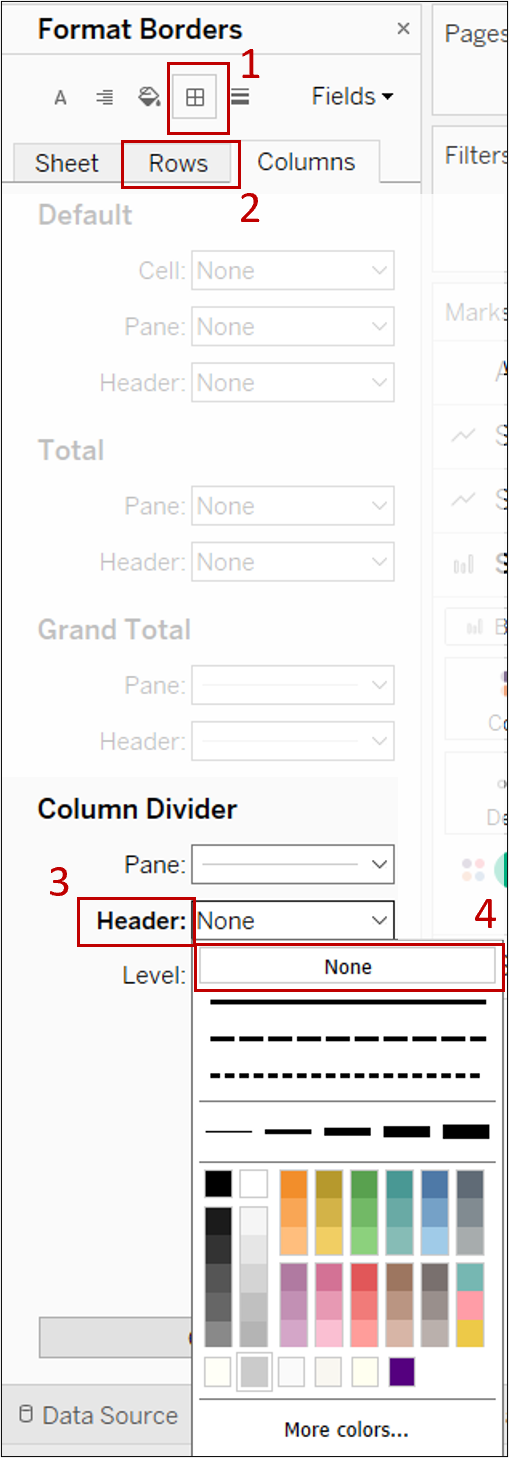 Format Borders ×
Pages
1
A
Fields
Sheet Rows Columns
Filters
2
Default
Cell: None
Pane: None
Marks
Header: None
Total
Pane: None
Header: None
Grand Total
Pane:
Header:
Column Divider
Pane:
3
4
Header: None
Level:
None
More colors...
Data Source